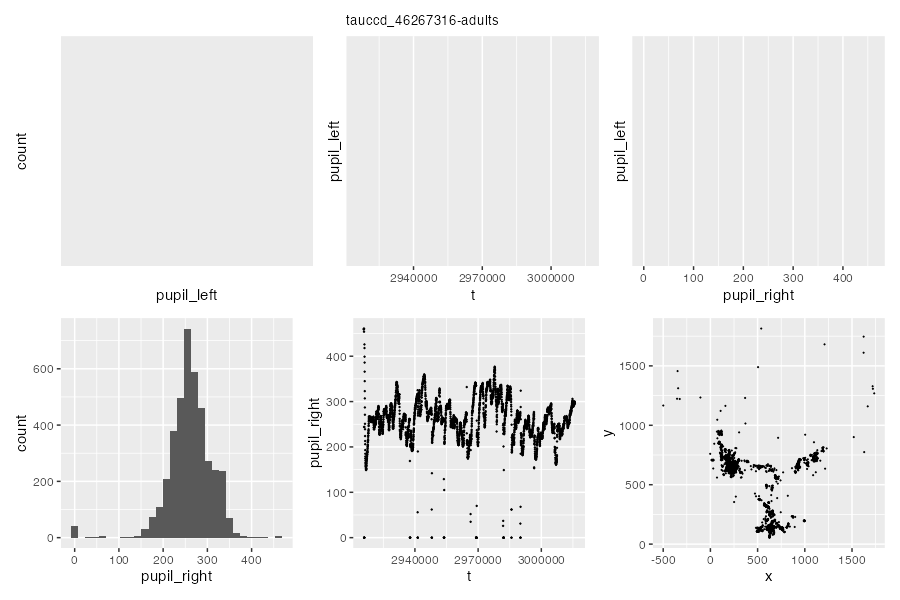 tauccd_46267316-adults
count
pupil_left
pupil_left
2940000 2970000 3000000
t
pupil_left
0 100 200 300 400
pupil_right
count
600
400
200
0
0 100 200 300 400
pupil_right
pupil_right
400
300
200
100
0
2940000 2970000 3000000
t
y
1500
1000
500
0
-500 0 500 1000 1500
x